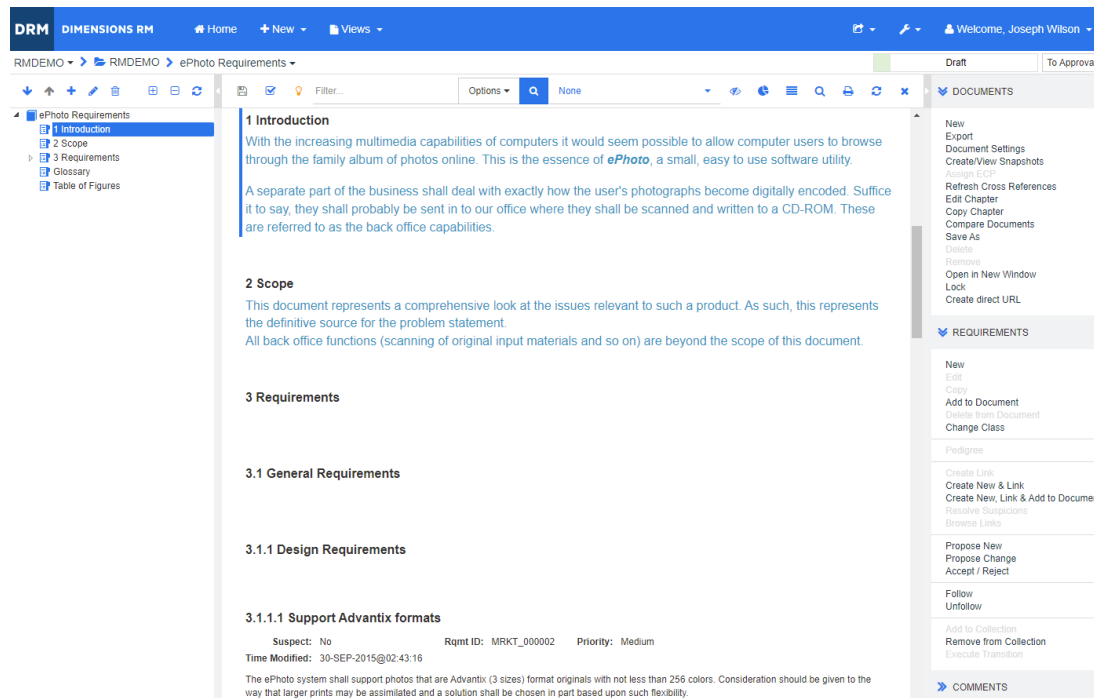 DRM DIMENSIONS RM Home New Views Welcome, Joseph Wilson
RMDEMO RMDEMO ePhoto Requirements Draft To Approva
Filter... Options None
ePhoto Requirements
1 Introduction
2 Scope
3 Requirements
Glossary
Table of Figures
1 Introduction
With the increasing multimedia capabilities of computers it would seem possible to allow computer users to browse
through the family album of photos online. This is the essence of ePhoto, a small, easy to use software utility.
A separate part of the business shall deal with exactly how the user's photographs become digitally encoded. Suffice
it to say, they shall probably be sent in to our office where they shall be scanned and written to a CD-ROM. These
are referred to as the back office capabilities.
2 Scope
This document represents a comprehensive look at the issues relevant to such a product. As such, this represents
the definitive source for the problem statement.
All back office functions (scanning of original input materials and so on) are beyond the scope of this document.
3 Requirements
3.1 General Requirements
3.1.1 Design Requirements
3.1.1.1 Support Advantix formats
Suspect: No Rqmt ID: MRKT_000002 Priority: Medium
Time Modified: 30-SEP-2015@02:43:16
The ePhoto system shall support photos that are Advantix (3 sizes) format originals with not less than 256 colors. Consideration should be given to the
way that larger prints may be assimilated and a solution shall be chosen in part based upon such flexibility.
DOCUMENTS
New
Export
Document Settings
Create/View Snapshots
Assign ECP
Refresh Cross References
Edit Chapter
Copy Chapter
Compare Documents
Save As
Delete
Remove
Open in New Window
Lock
Create direct URL
REQUIREMENTS
New
Edit
Copy
Add to Document
Delete from Document
Change Class
Pedigree
Create Link
Create New & Link
Create New, Link & Add to Docume
Resolve Suspicions
Browse Links
Propose New
Propose Change
Accept / Reject
Follow
Unfollow
Add to Collection
Remove from Collection
Execute Transition
COMMENTS